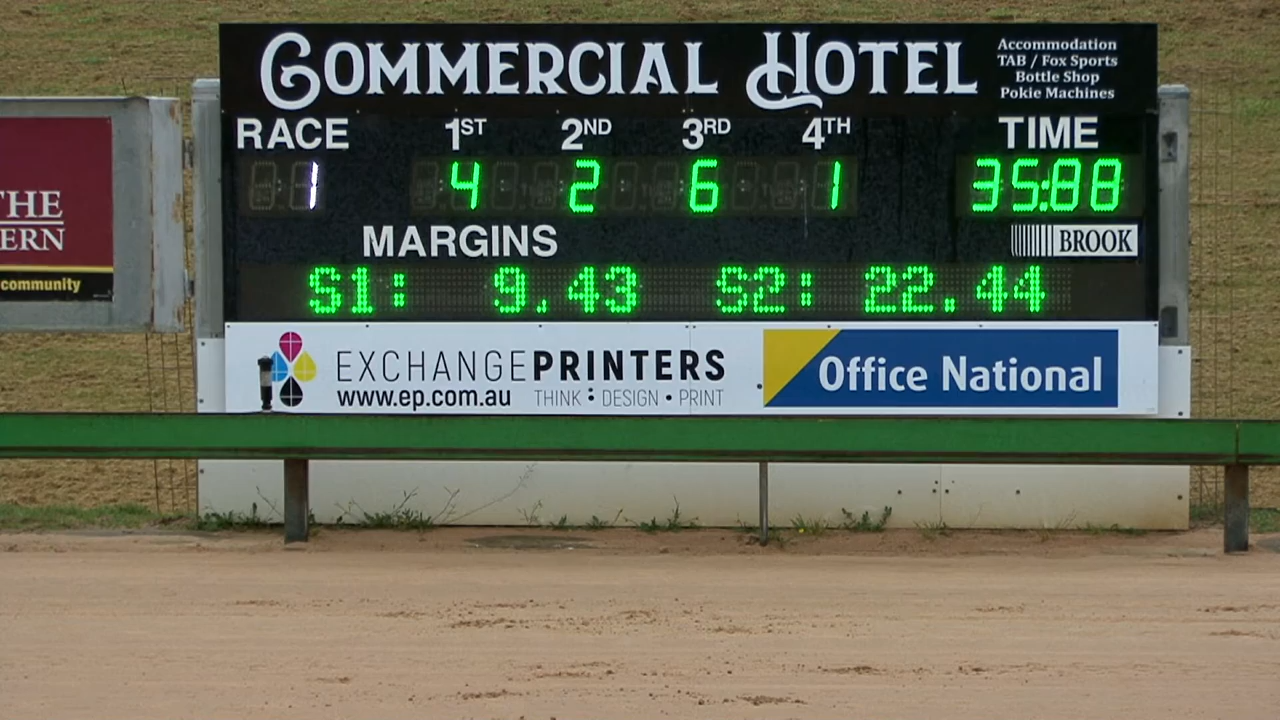 COMMERCIAL HOTEL
Accommodation
TAB / Fox Sports
Bottle Shop
Pokie Machines
RACE 1ST 2ND 3RD 4TH TIME
1 4 2 6 1 35:88
MARGINS
BROOK
S1: 9.43 S2: 22.44
EXCHANGEPRINTERS
www.ep.com.au THINK : DESIGN • PRINT
Office National
THE
ERN
community